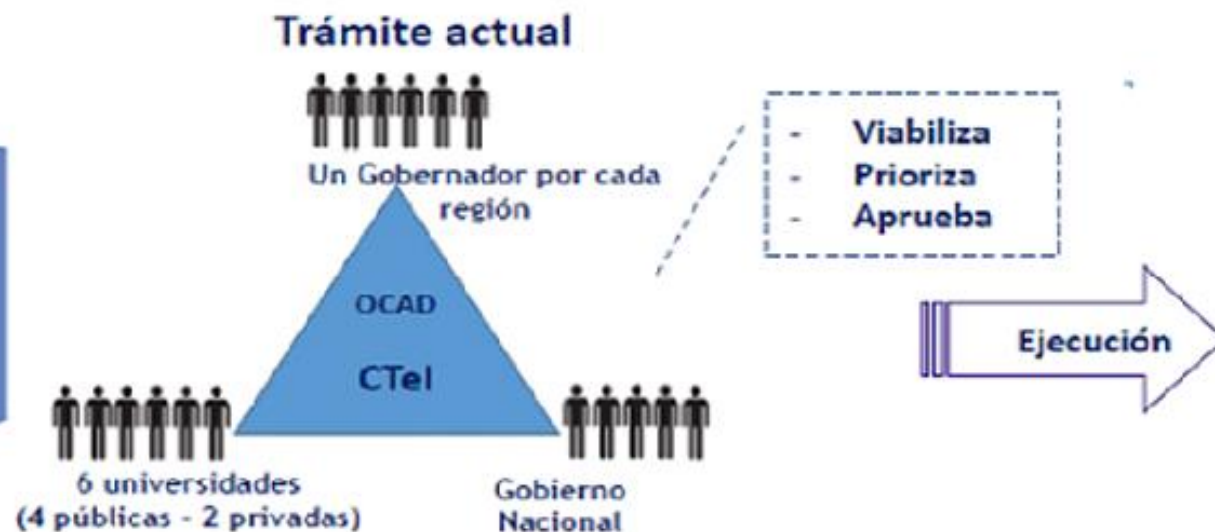 Trámite actual
Un Gobernador por cada
región
- Viabiliza
- Prioriza
- Aprueba
OCAD
CTeI
Ejecución
6 universidades
(4 públicas - 2 privadas)
Gobierno
Nacional